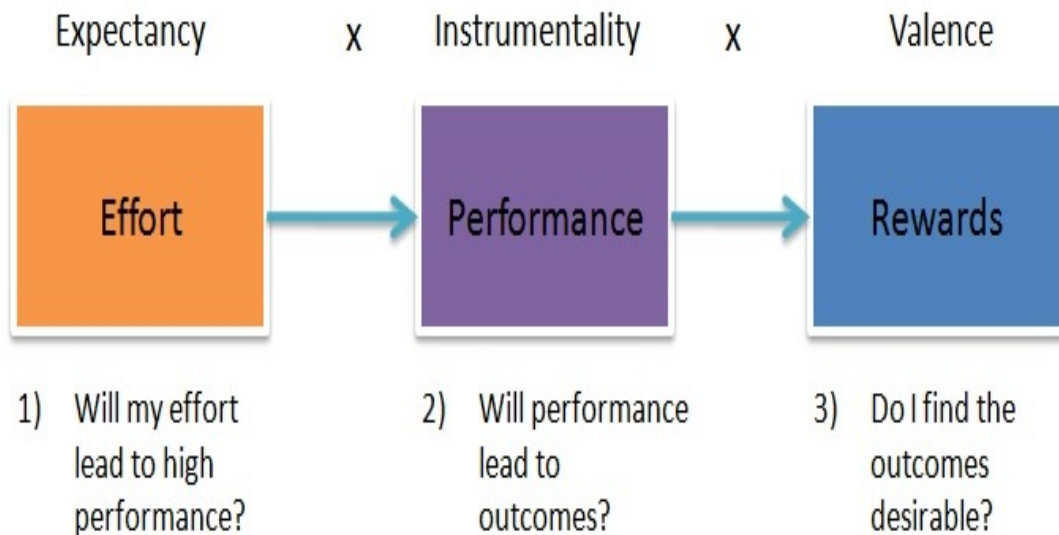 Expectancy x Instrumentality x Valence
Effort
Performance
Rewards
1) Will my effort
lead to high
performance?
2) Will performance
lead to
outcomes?
3) Do I find the
outcomes
desirable?